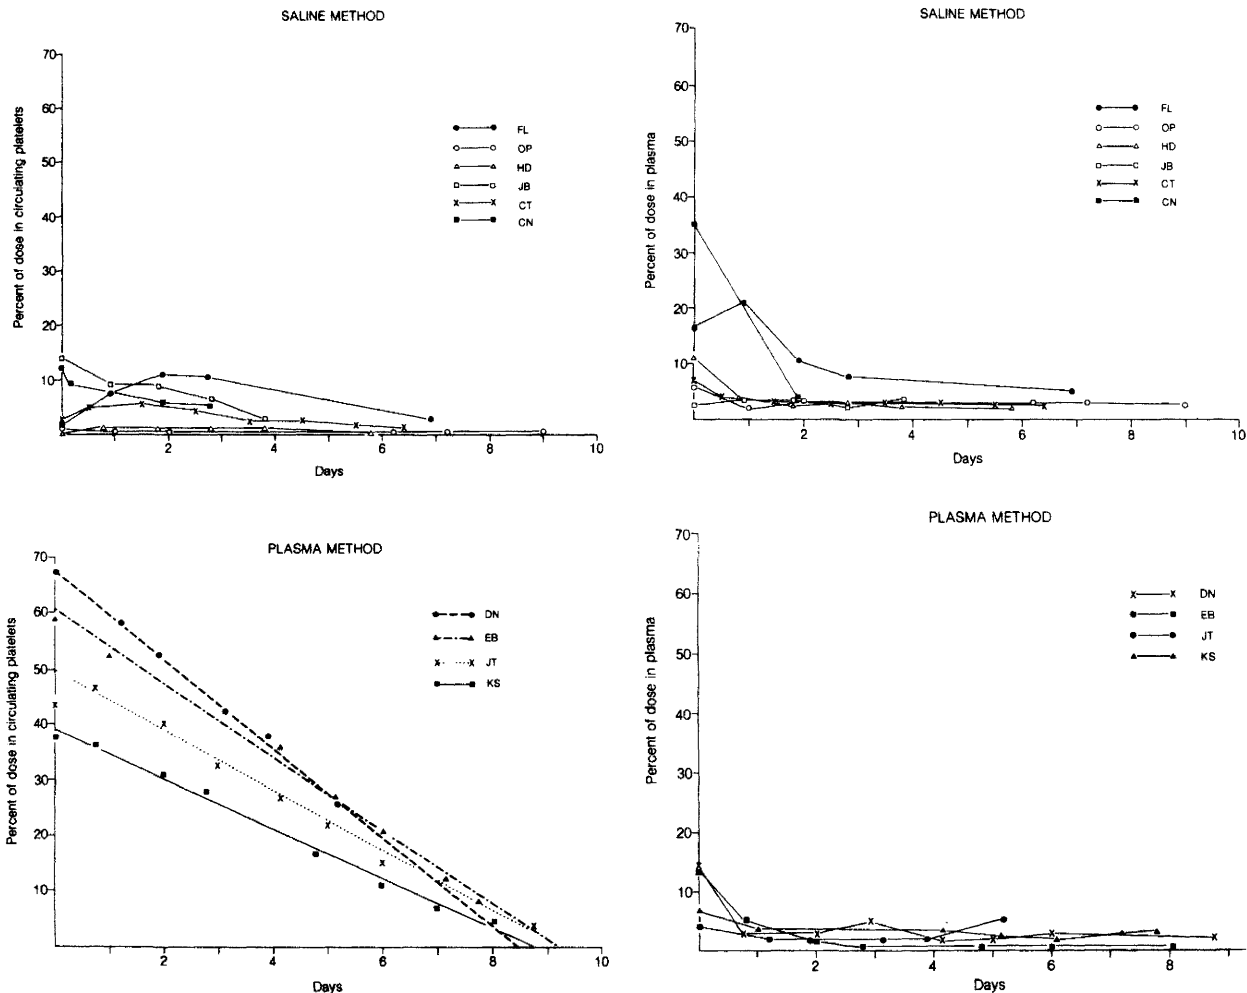 SALINE METHOD
Percent of dose in circulating platelets
70
60
50
40
30
20
10
FL
OP
HD
JB
CT
CN
2
4
6
8
10
Days
SALINE METHOD
Percent of dose in plasma
70
60
50
40
30
20
10
FL
OP
HD
JB
CT
CN
2
4
6
8
10
Days
PLASMA METHOD
Percent of dose in circulating platelets
70
60
50
40
30
20
10
DN
EB
JT
KS
2
4
6
8
10
Days
PLASMA METHOD
Percent of dose in plasma
70
60
50
40
30
20
10
DN
EB
JT
KS
2
4
6
8
Days